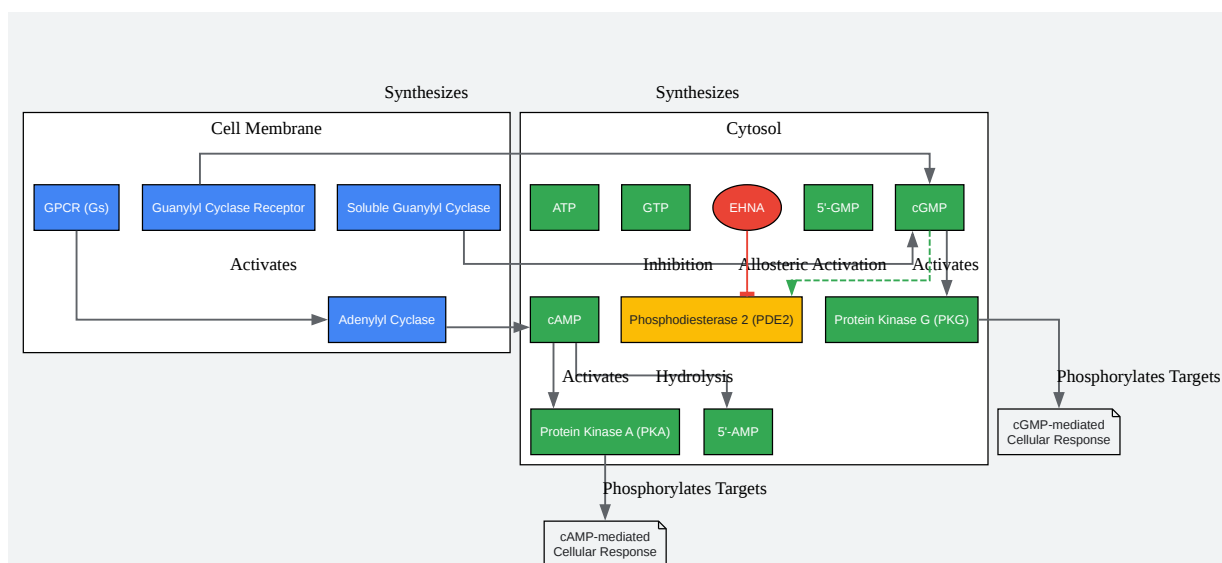 Synthesizes
Synthesizes
Cell Membrane
Cytosol
GPCR (Gs)
Guanylyl Cyclase Receptor
Soluble Guanylyl Cyclase
ATP
GTP
EHNA
5'-GMP
cGMP
Activates
Inhibition
Allosteric Activation
Activates
Adenylyl Cyclase
cAMP
Phosphodiesterase 2 (PDE2)
Protein Kinase G (PKG)
Activates
Hydrolysis
Phosphorylates Targets
Protein Kinase A (PKA)
5'-AMP
cGMP-mediated
Cellular Response
Phosphorylates Targets
cAMP-mediated
Cellular Response